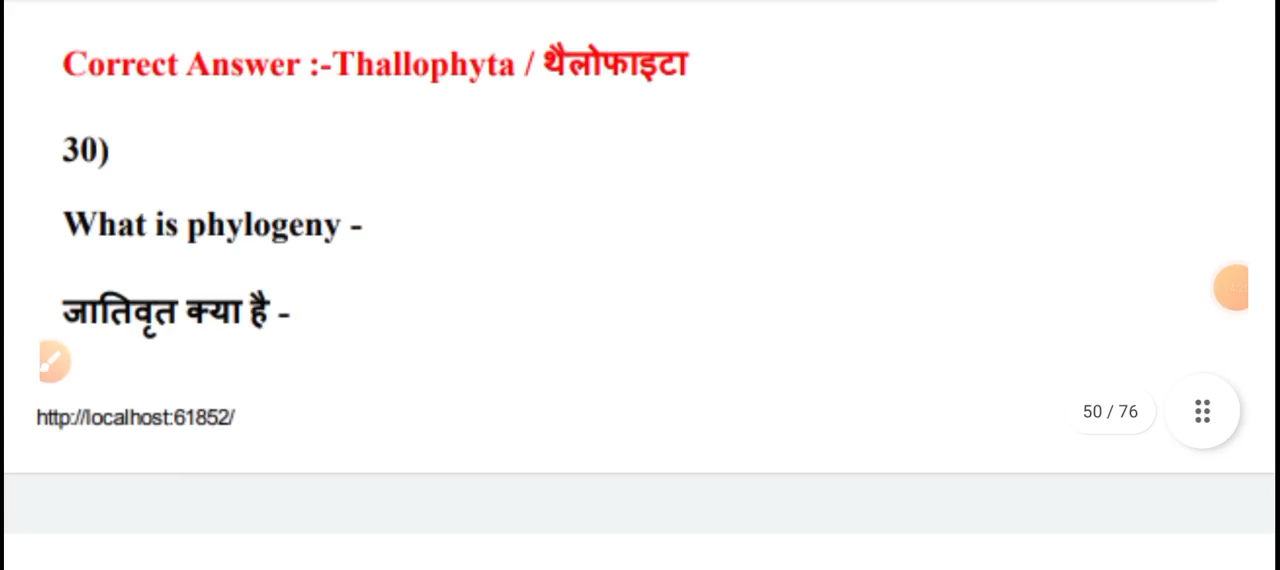 Correct Answer :-Thallophyta / थैलोफाइटा
30)
What is phylogeny -
जातिवृत क्या है -
http://localhost:61852/
50 / 76